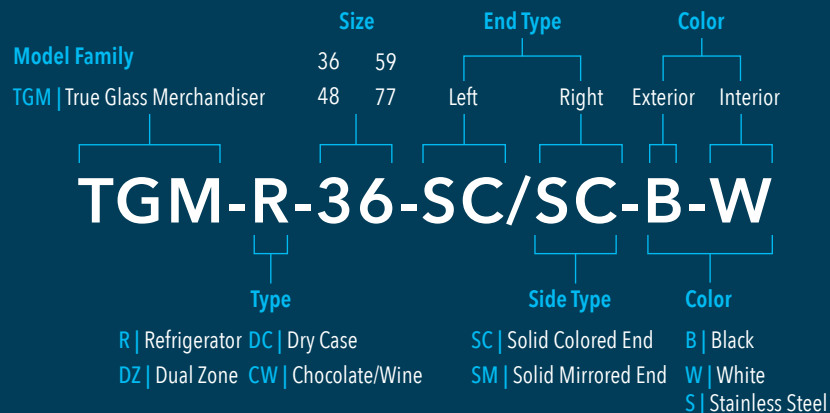 Size End Type Color
Model Family 36 59
TGM | True Glass Merchandiser 48 77 Left Right Exterior Interior
TGM-R-36-SC/SC-B-W
Type Side Type Color
R | Refrigerator DC | Dry Case SC | Solid Colored End B | Black
DZ | Dual Zone CW | Chocolate/Wine SM | Solid Mirrored End W | White
S | Stainless Steel